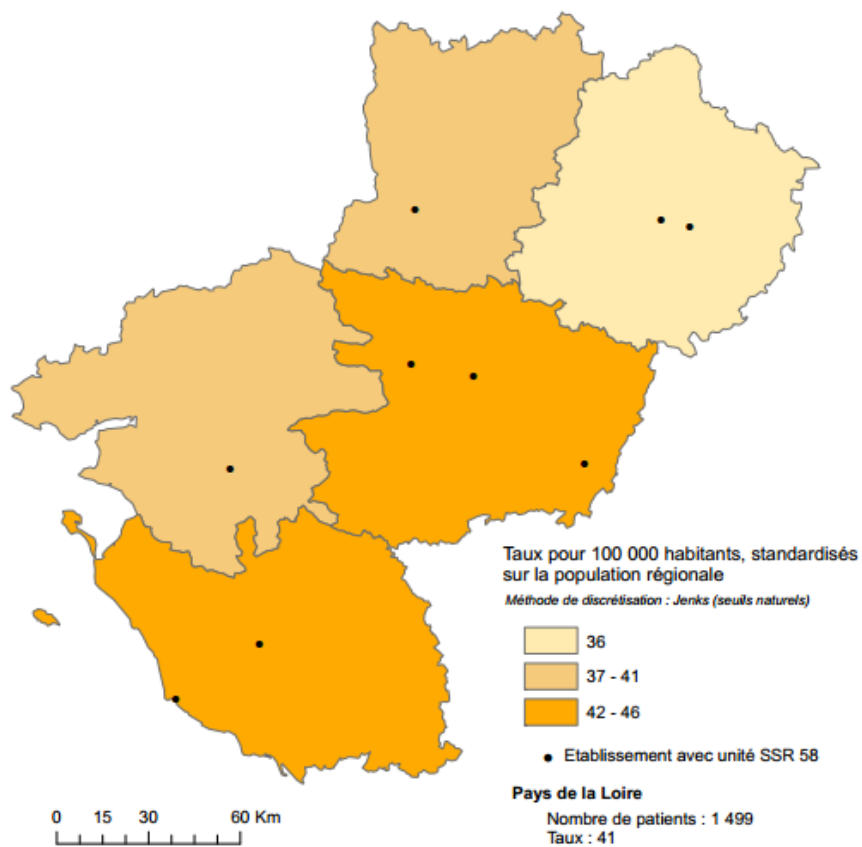 Taux pour 100 000 habitants, standardisés
sur la population régionale
Méthode de discrétisation : Jenks (seuils naturels)
36
37 - 41
42 - 46
Etablissement avec unité SSR 58
Pays de la Loire
Nombre de patients : 1 499
Taux : 41
0 15 30 60 Km